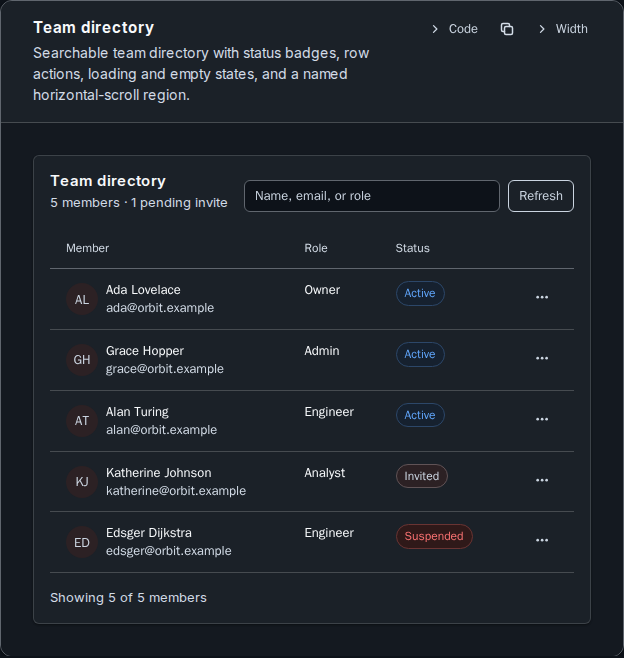 Team directory
Code
Width
Searchable team directory with status badges, row
actions, loading and empty states, and a named
horizontal-scroll region.
Team directory
5 members · 1 pending invite
Name, email, or role
Refresh
Member Role Status
AL Ada Lovelace Owner Active
ada@orbit.example
GH Grace Hopper Admin Active
grace@orbit.example
AT Alan Turing Engineer Active
alan@orbit.example
KJ Katherine Johnson Analyst Invited
katherine@orbit.example
ED Edsger Dijkstra Engineer Suspended
edsger@orbit.example
Showing 5 of 5 members